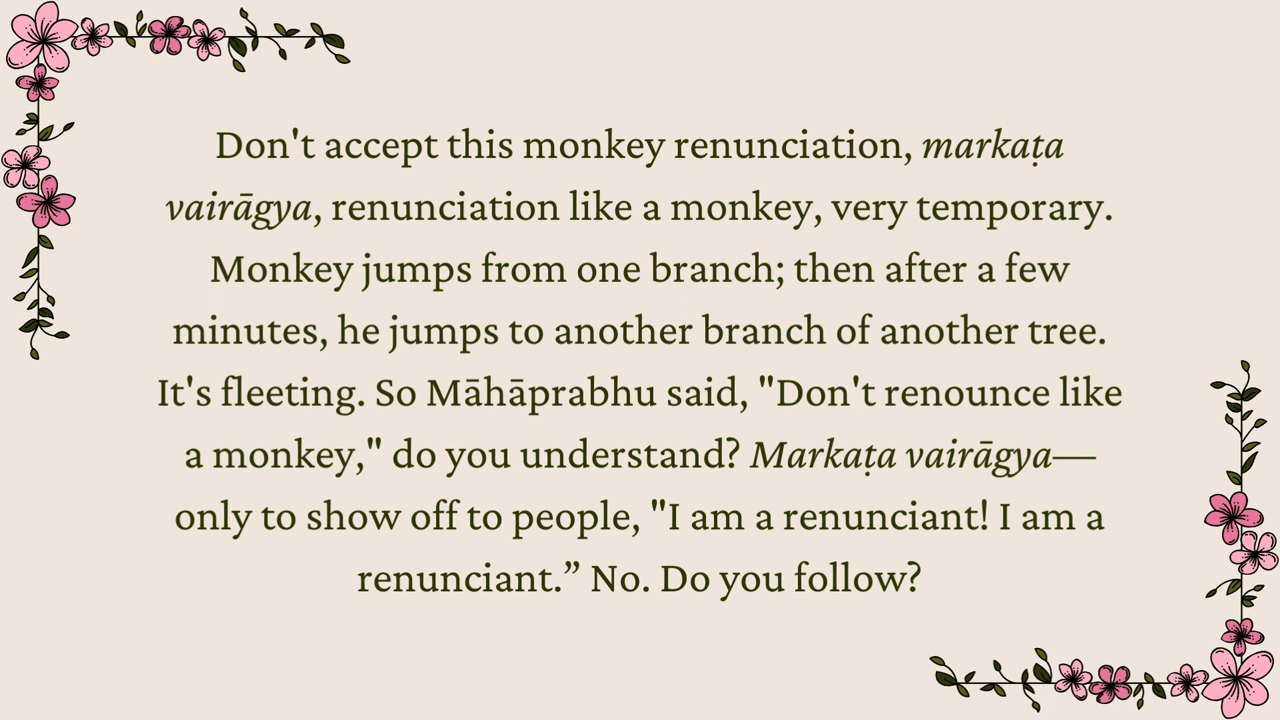 Don't accept this monkey renunciation, markaṭa
vairāgya, renunciation like a monkey, very temporary.
Monkey jumps from one branch; then after a few
minutes, he jumps to another branch of another tree.
It's fleeting. So Māhāprabhu said, "Don't renounce like
a monkey," do you understand? Markaṭa vairāgya—
only to show off to people, "I am a renunciant! I am a
renunciant.” No. Do you follow?